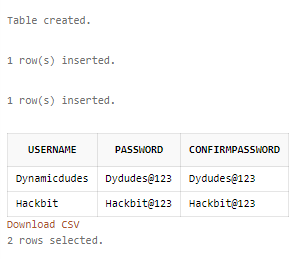 Table created.
1 row(s) inserted.
1 row(s) inserted.
USERNAME PASSWORD CONFIRMPASSWORD
Dynamicdudes Dydudes@123 Dydudes@123
Hackbit Hackbit@123 Hackbit@123
Download CSV
2 rows selected.